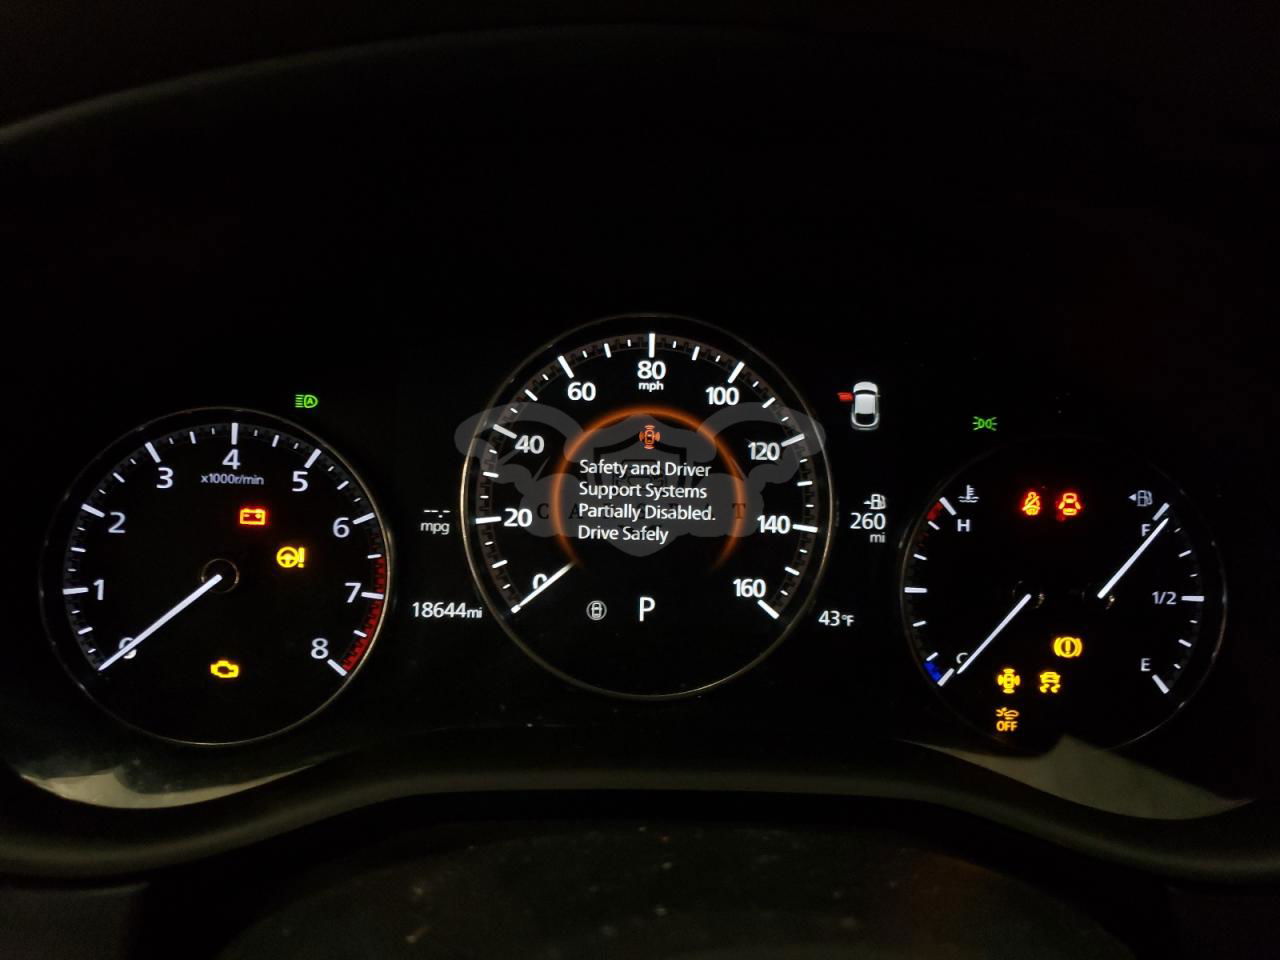 80
mph
60
100
40
120
20
140
0
160
Safety and Driver
Support Systems
Partially Disabled.
Drive Safely
P
4
x1000r/min
3
5
2
6
1
7
0
8
A
--.-
mpg
18644mi
260
mi
43°F
H
C
F
1/2
E
OFF